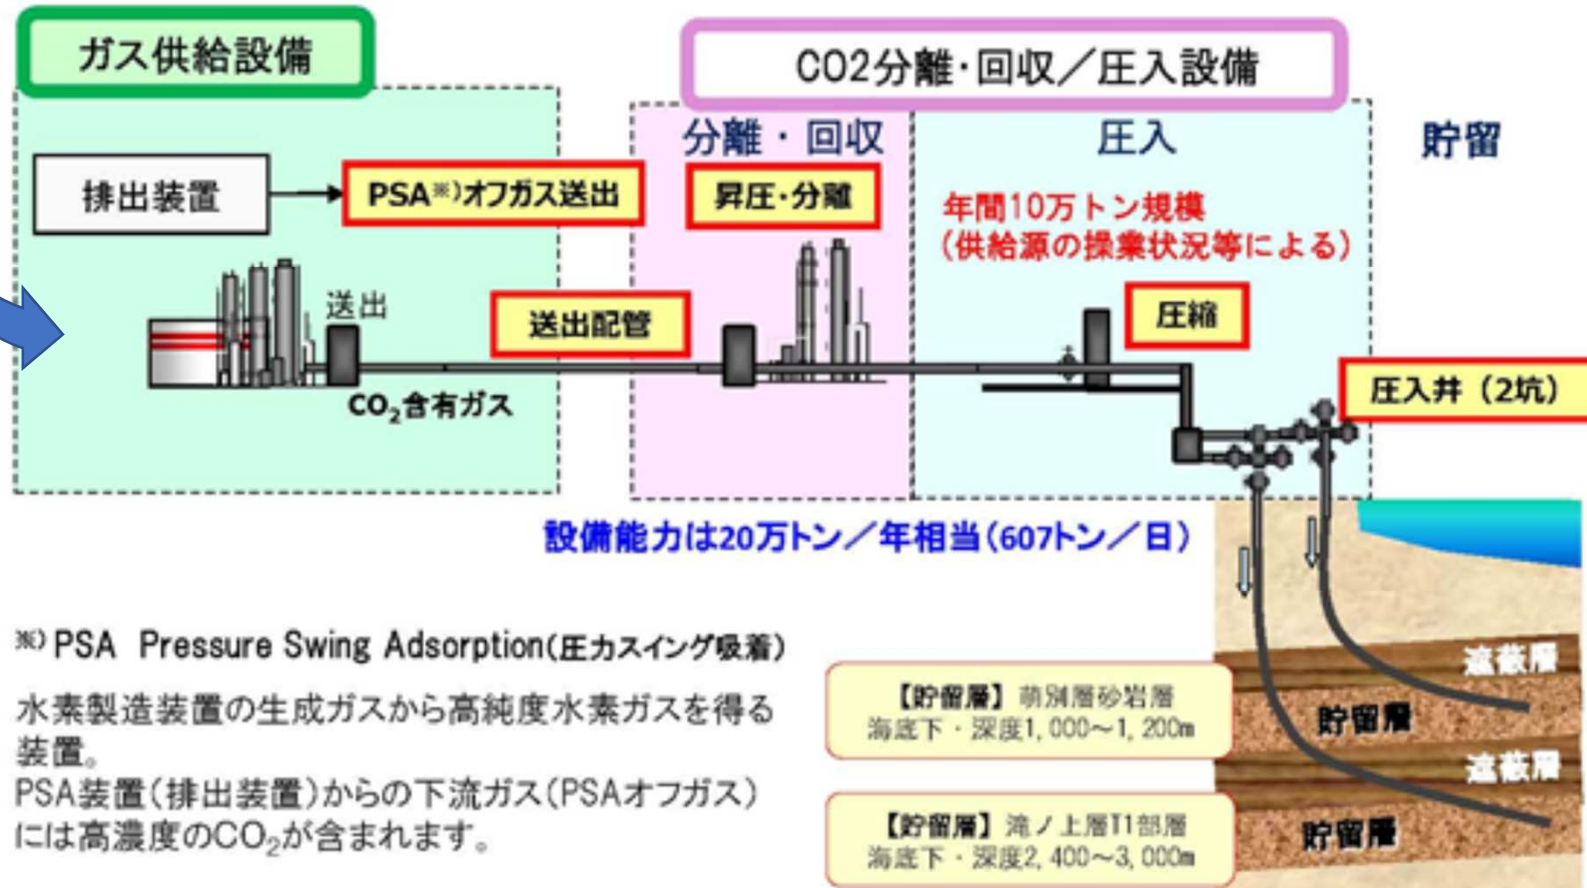 ガス供給設備
CO2分離・回収／圧入設備
分離・回収
圧入
貯留
排出装置
PSA※)オフガス送出
昇圧・分離
年間10万トン規模
(供給源の操業状況等による)
送出
送出配管
圧縮
CO2含有ガス
圧入井（2坑）
設備能力は20万トン／年相当(607トン／日)
※) PSA Pressure Swing Adsorption(圧力スイング吸着)
水素製造装置の生成ガスから高純度水素ガスを得る
装置。
PSA装置(排出装置)からの下流ガス(PSAオフガス)
には高濃度のCO2が含まれます。
遮蔽層
【貯留層】萌別層砂岩層
海底下・深度1,000～1,200m
貯留層
遮蔽層
【貯留層】滝ノ上層T1部層
海底下・深度2,400～3,000m
貯留層